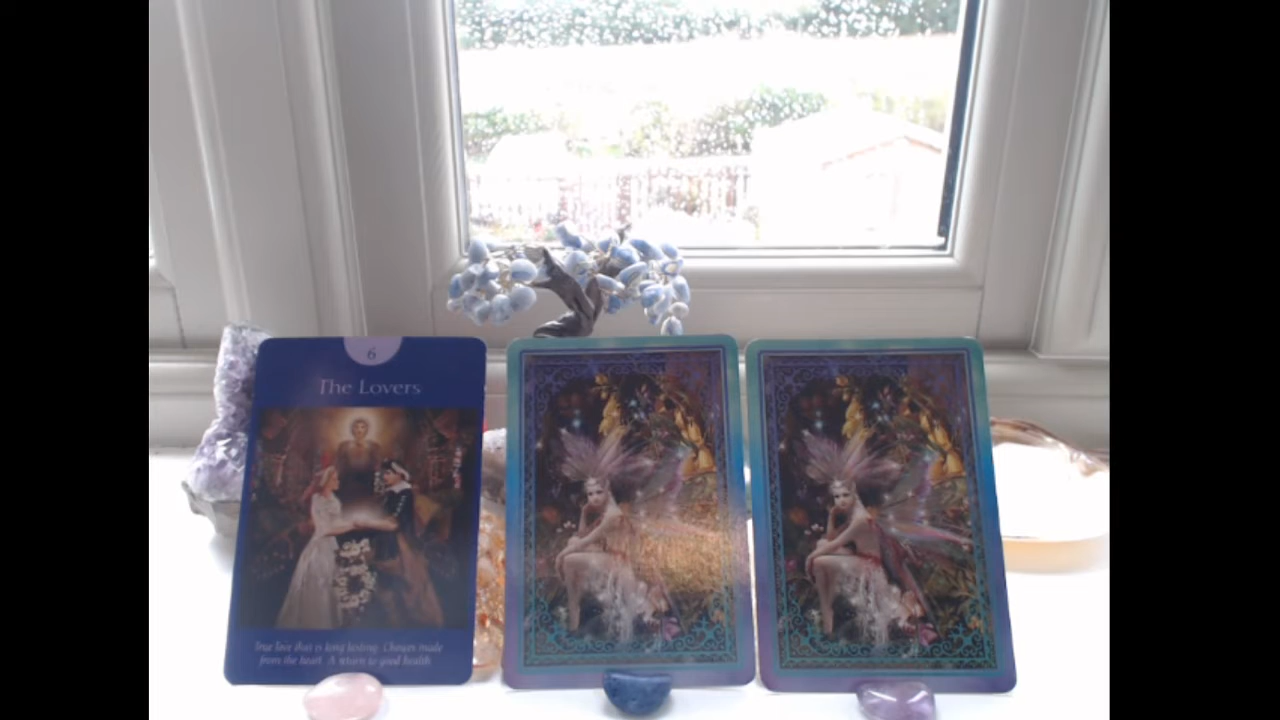 6
The Lovers
True love that is long lasting. Choices made
from the heart. A return to good health.